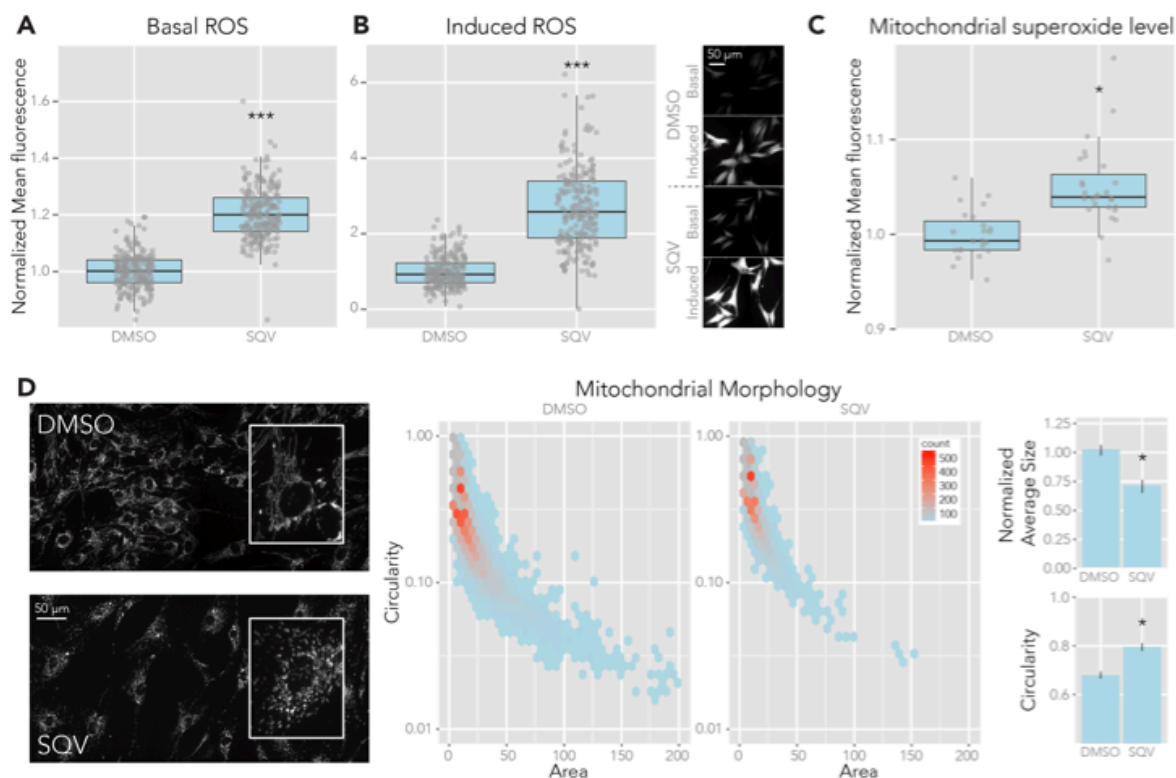 A
Basal ROS
Normalized Mean fluorescence
1.6
1.4
1.2
1.0
***
DMSO
SQV
B
Induced ROS
6
4
2
0
***
DMSO
SQV
50 µm
DMSO
Basal
Induced
SQV
Basal
Induced
C
Mitochondrial superoxide level
Normalized Mean fluorescence
1.1
1.0
0.9
*
DMSO
SQV
D
Mitochondrial Morphology
DMSO
50 µm
SQV
DMSO
SQV
Circularity
1.00
0.10
0.01
0
50
100
150
200
Area
1.00
0.10
0.01
0
50
100
150
200
Area
count
500
400
300
200
100
Normalized
Average Size
1.25
1.00
0.75
0.50
0.25
0.00
*
DMSO
SQV
Circularity
1.0
0.8
0.6
*
DMSO
SQV